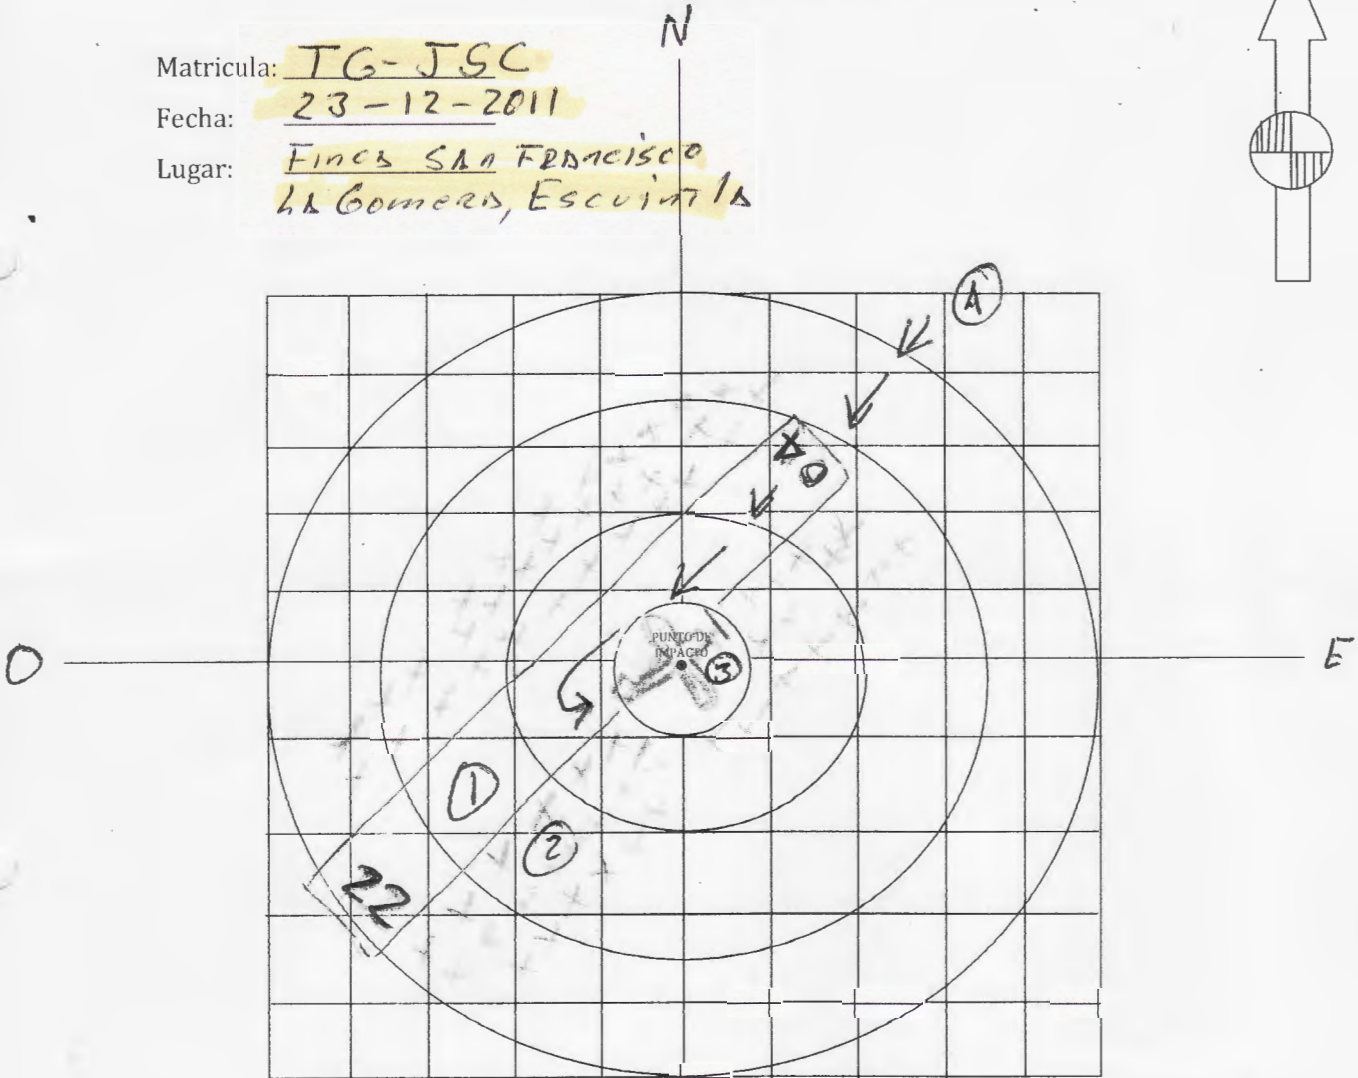 N
Matricula: TG-JSC
Fecha: 23-12-2011
Lugar: Finca San Francisco
La Gomera, Escuintla
A
O
E
PUNTO DE
IMPACTO
3
1
2
22